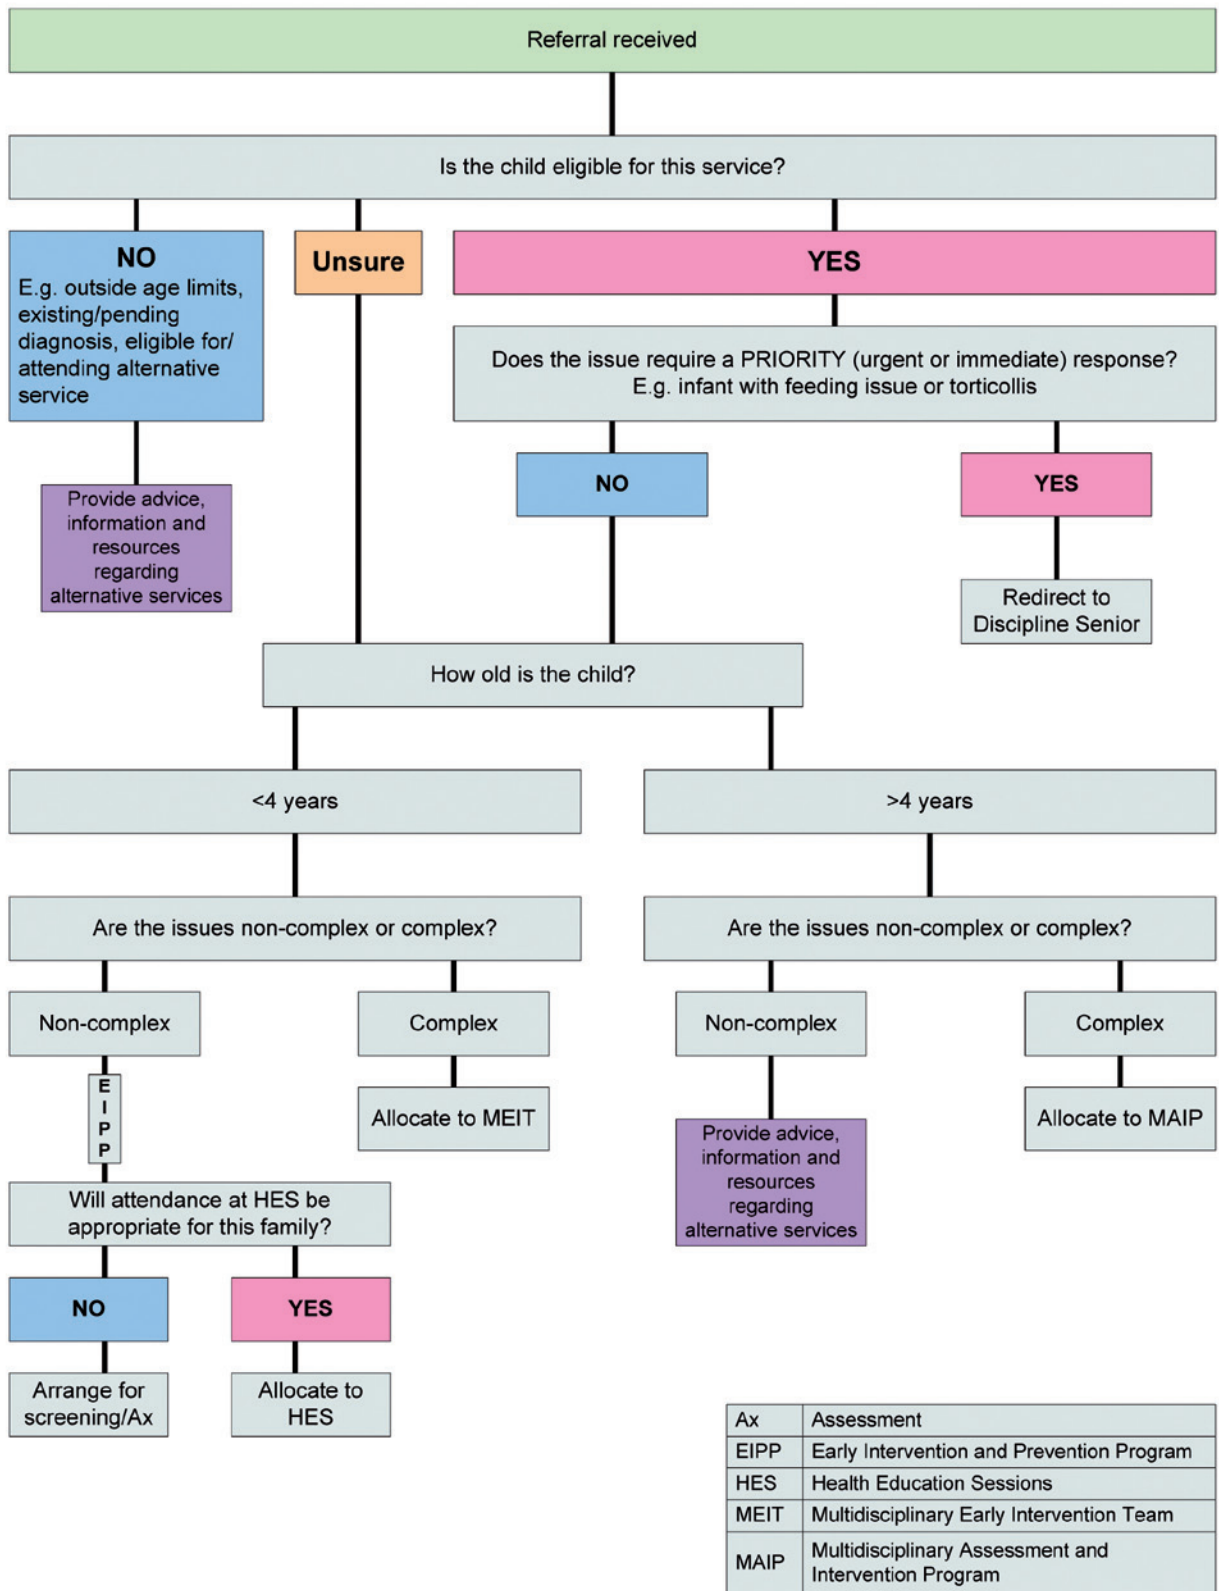 Referral received
Is the child eligible for this service?
NO
E.g. outside age limits,
existing/pending
diagnosis, eligible for/
attending alternative
service
Unsure
YES
Does the issue require a PRIORITY (urgent or immediate) response?
E.g. infant with feeding issue or torticollis
NO
YES
Provide advice,
information and
resources
regarding
alternative services
Redirect to
Discipline Senior
How old is the child?
<4 years
>4 years
Are the issues non-complex or complex?
Are the issues non-complex or complex?
Non-complex
Complex
Non-complex
Complex
E
I
P
P
Allocate to MEIT
Provide advice,
information and
resources
regarding
alternative services
Allocate to MAIP
Will attendance at HES be
appropriate for this family?
NO
YES
Arrange for
screening/Ax
Allocate to
HES
Ax Assessment
EIPP Early Intervention and Prevention Program
HES Health Education Sessions
MEIT Multidisciplinary Early Intervention Team
MAIP Multidisciplinary Assessment and
Intervention Program